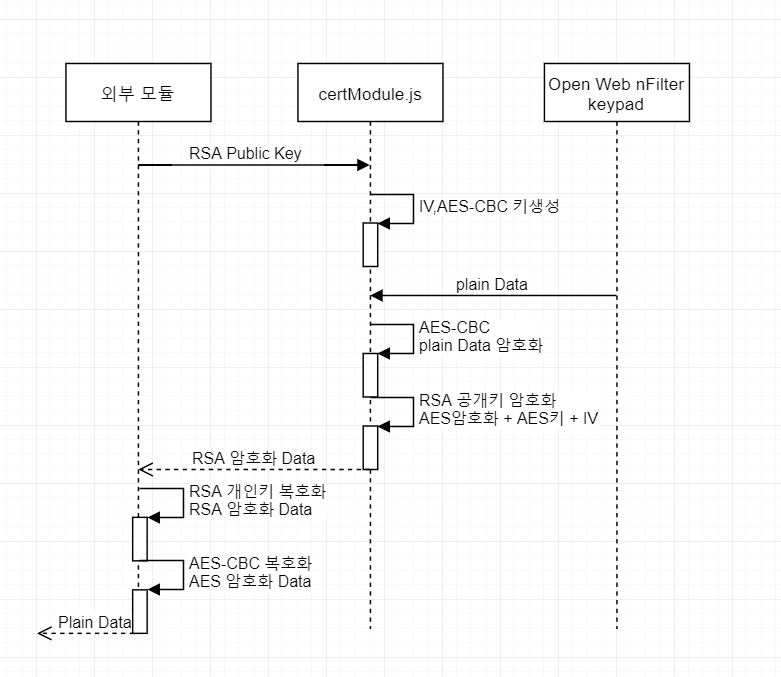 외부 모듈
certModule.js
Open Web nFilter
keypad
RSA Public Key
IV,AES-CBC 키생성
plain Data
AES-CBC
plain Data 암호화
RSA 공개키 암호화
AES암호화 + AES키 + IV
RSA 암호화 Data
RSA 개인키 복호화
RSA 암호화 Data
AES-CBC 복호화
AES 암호화 Data
Plain Data